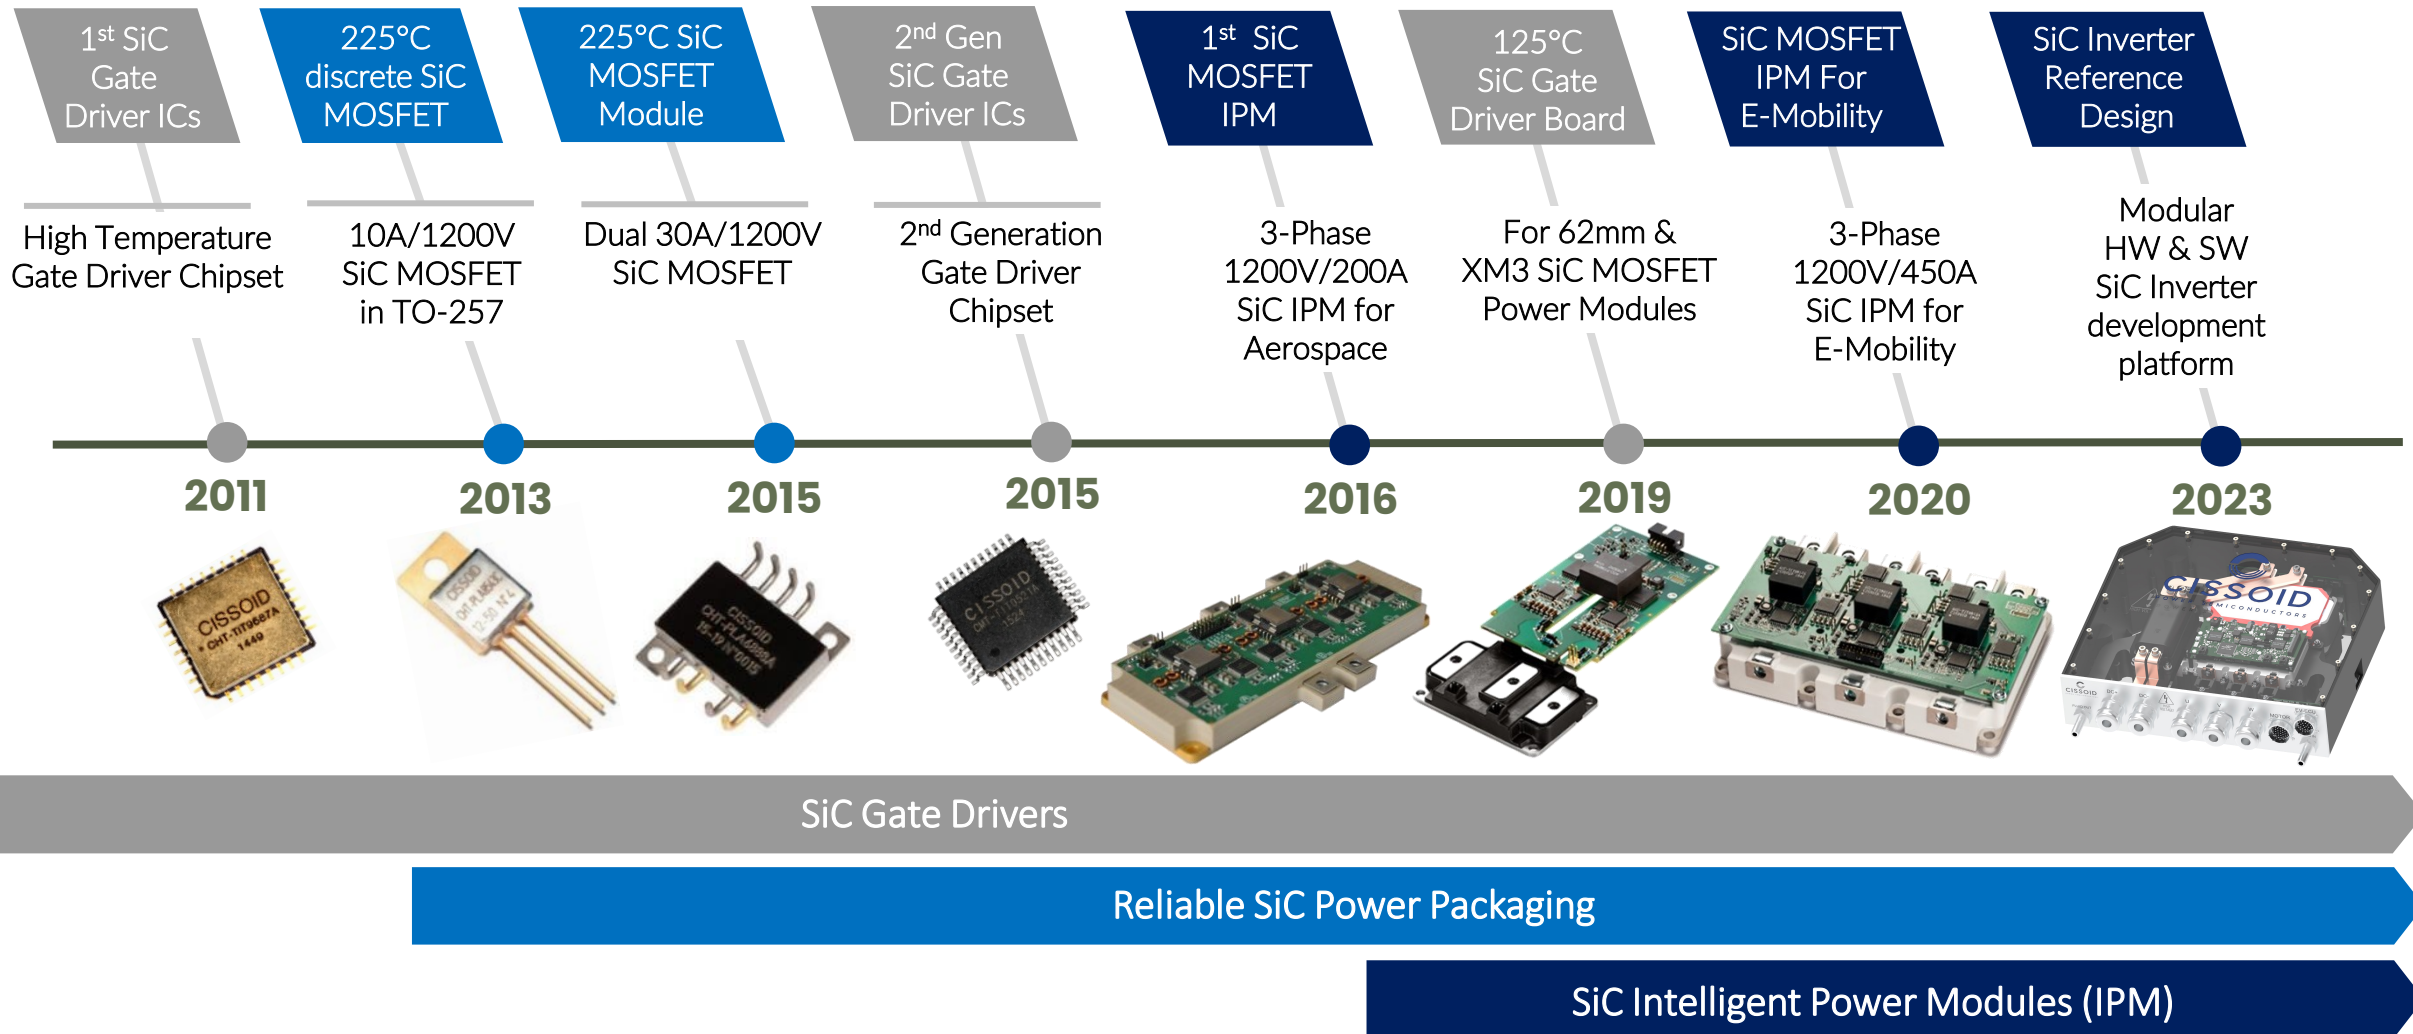 1st SiC
Gate
Driver ICs
225°C
discrete SiC
MOSFET
225°C SiC
MOSFET
Module
2nd Gen
SiC Gate
Driver ICs
1st SiC
MOSFET
IPM
125°C
SiC Gate
Driver Board
SiC MOSFET
IPM For
E-Mobility
SiC Inverter
Reference
Design
High Temperature
Gate Driver Chipset
10A/1200V
SiC MOSFET
in TO-257
Dual 30A/1200V
SiC MOSFET
2nd Generation
Gate Driver
Chipset
3-Phase
1200V/200A
SiC IPM for
Aerospace
For 62mm &
XM3 SiC MOSFET
Power Modules
3-Phase
1200V/450A
SiC IPM for
E-Mobility
Modular
HW & SW
SiC Inverter
development
platform
2011
2013
2015
2015
2016
2019
2020
2023
CISSOID
CHT-TIT9687A
1449
CISSOID
CISSOID
CHT-PLA8688A
CISSOID
CISSOID
CISSOID
SiC Gate Drivers
Reliable SiC Power Packaging
SiC Intelligent Power Modules (IPM)